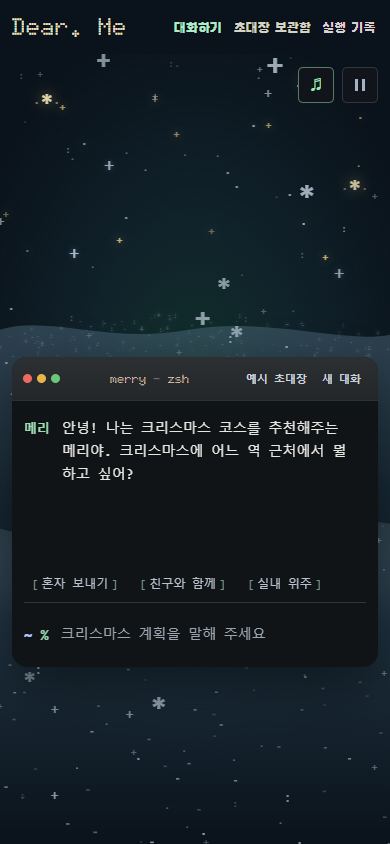 Dear. Me
대화하기 초대장 보관함 실행 기록
merry — zsh 예시 초대장 새 대화
메리 안녕! 나는 크리스마스 코스를 추천해주는
메리야. 크리스마스에 어느 역 근처에서 뭘
하고 싶어?
[혼자 보내기] [친구와 함께] [실내 위주]
~ % 크리스마스 계획을 말해 주세요